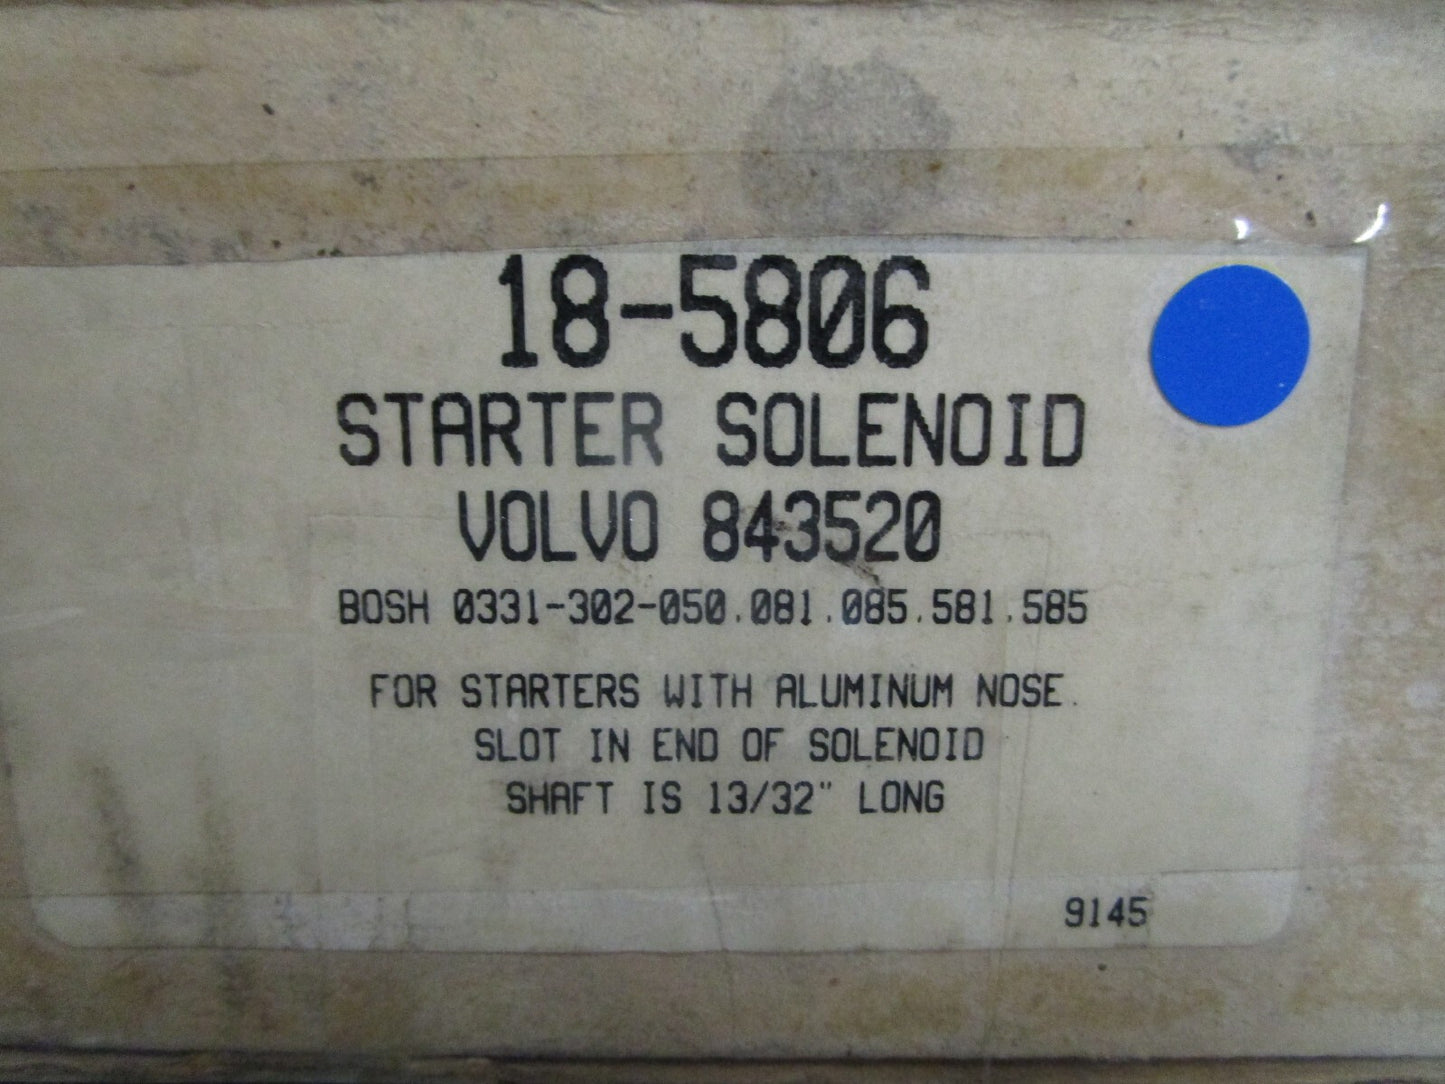 18-5806
STARTER SOLENOID
VOLVO 843520
BOSH 0331-302-050,081,085,581,585
FOR STARTERS WITH ALUMINUM NOSE.
SLOT IN END OF SOLENOID
SHAFT IS 13/32" LONG
9145